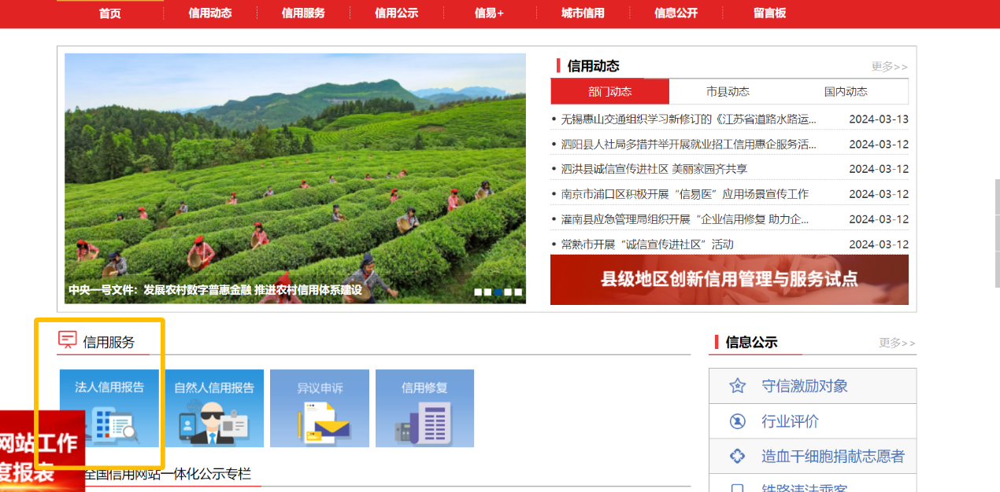 首页
信用动态
信用服务
信用公示
信易+
城市信用
信息公开
留言板
中央一号文件：发展农村数字普惠金融 推进农村信用体系建设
信用动态
更多>>
部门动态
市县动态
国内动态
无锡惠山交通组织学习新修订的《江苏省道路水路运... 2024-03-13
泗阳县人社局多措并举开展就业招工信用惠企服务活... 2024-03-12
泗洪县诚信宣传进社区 美丽家园齐共享 2024-03-12
南京市浦口区积极开展“信易医”应用场景宣传工作 2024-03-12
灌南县应急管理局组织开展“企业信用修复 助力企... 2024-03-12
常熟市开展“诚信宣传进社区”活动 2024-03-12
县级地区创新信用管理与服务试点
信用服务
法人信用报告
自然人信用报告
异议申诉
信用修复
网站工作
度报表
全国信用网站一体化公示专栏
信息公示
更多>>
守信激励对象
行业评价
造血干细胞捐献志愿者
铁路违法乘客